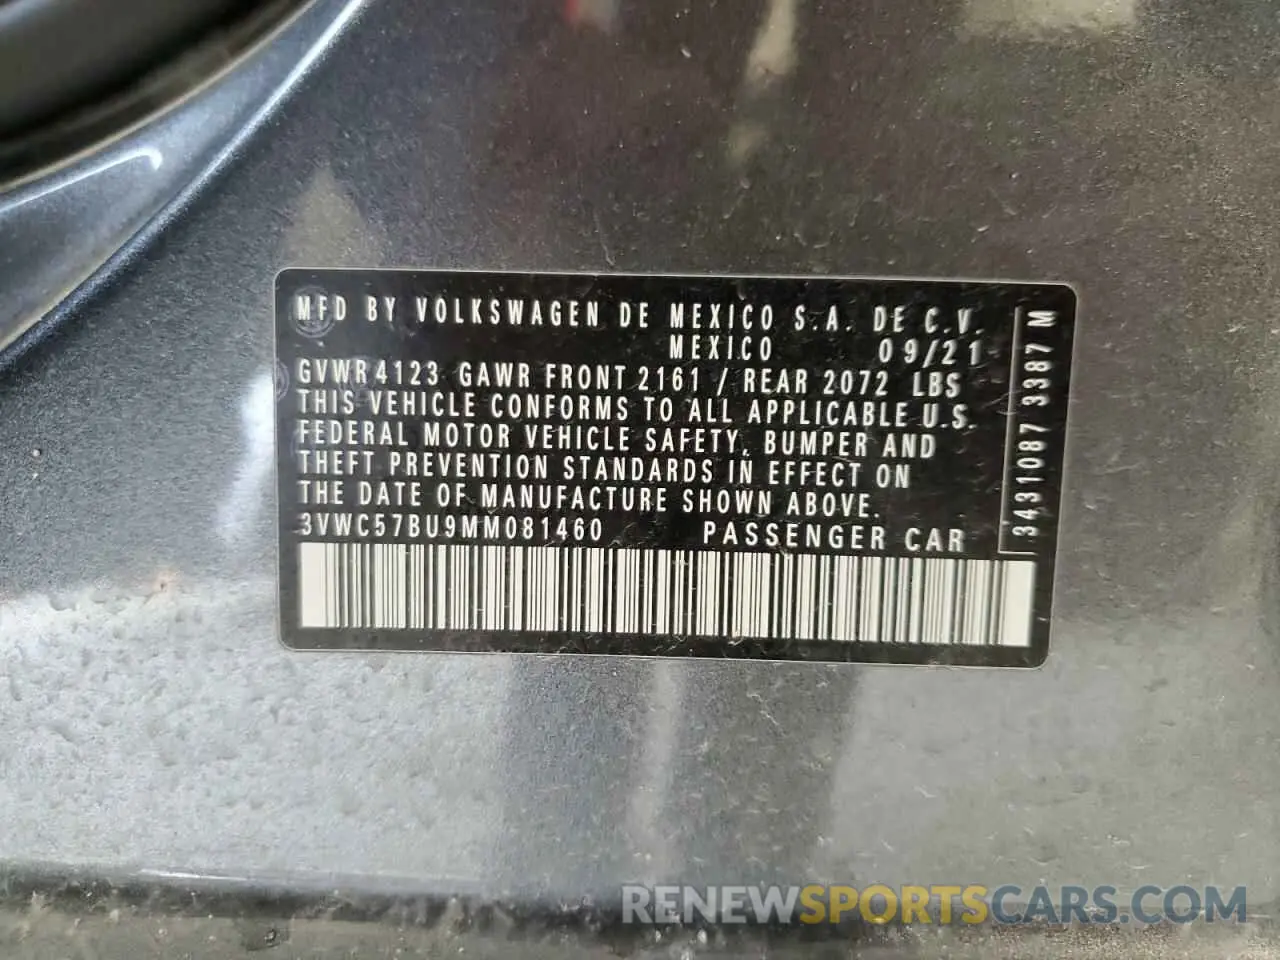 MFD BY VOLKSWAGEN DE MEXICO S.A. DE C.V.
MEXICO 09/21
GVWR 4123 GAWR FRONT 2161 / REAR 2072 LBS
THIS VEHICLE CONFORMS TO ALL APPLICABLE U.S.
FEDERAL MOTOR VEHICLE SAFETY, BUMPER AND
THEFT PREVENTION STANDARDS IN EFFECT ON
THE DATE OF MANUFACTURE SHOWN ABOVE.
3VWC57BU9MM081460 PASSENGER CAR
3431087 3387 M
RENEWSPORTSCARS.COM